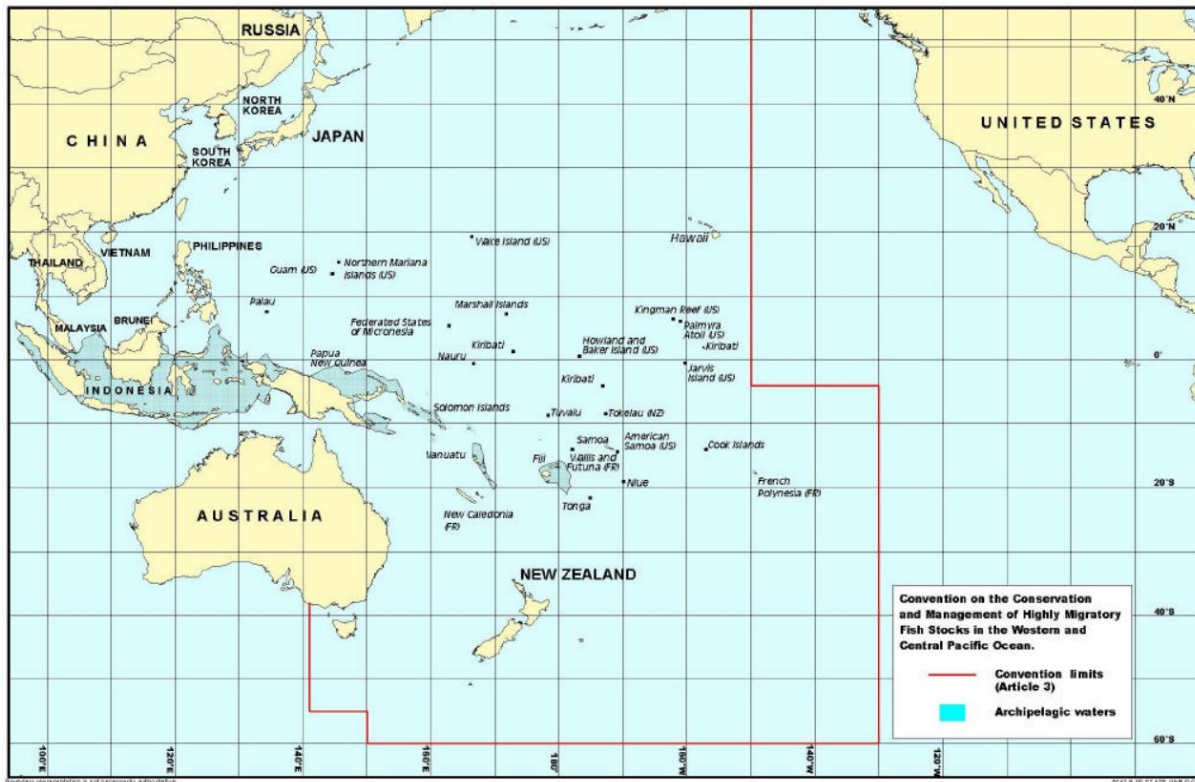 RUSSIA
NORTH
KOREA
JAPAN
CHINA
SOUTH
KOREA
UNITED STATES
40°N
20°N
Wake Island (US)
Hawaii
PHILIPPINES
VIETNAM
THAILAND
Guam (US)
Northern Mariana
Islands (US)
Palau
Marshall Islands
Kingman Reef (US)
Palmyra
Atoll (US)
Kiribati
BRUNEI
MALAYSIA
Federated States
of Micronesia
Kiribati
Howland and
Baker Island (US)
Nauru
Papua
New Guinea
0°
Jarvis
Island (US)
INDONESIA
Kiribati
Solomon Islands
Tuvalu
Tokelau (NZ)
Samoa
American
Samoa (US)
Cook Islands
Vanuatu
Fiji
Wallis and
Futuna (FR)
Niue
French
Polynesia (FR)
20°S
Tonga
New Caledonia
(FR)
AUSTRALIA
NEW ZEALAND
40°S
Convention on the Conservation
and Management of Highly Migratory
Fish Stocks in the Western and
Central Pacific Ocean.
Convention limits
(Article 3)
Archipelagic waters
60°S
100°E
120°E
140°E
160°E
180°
160°W
140°W
120°W